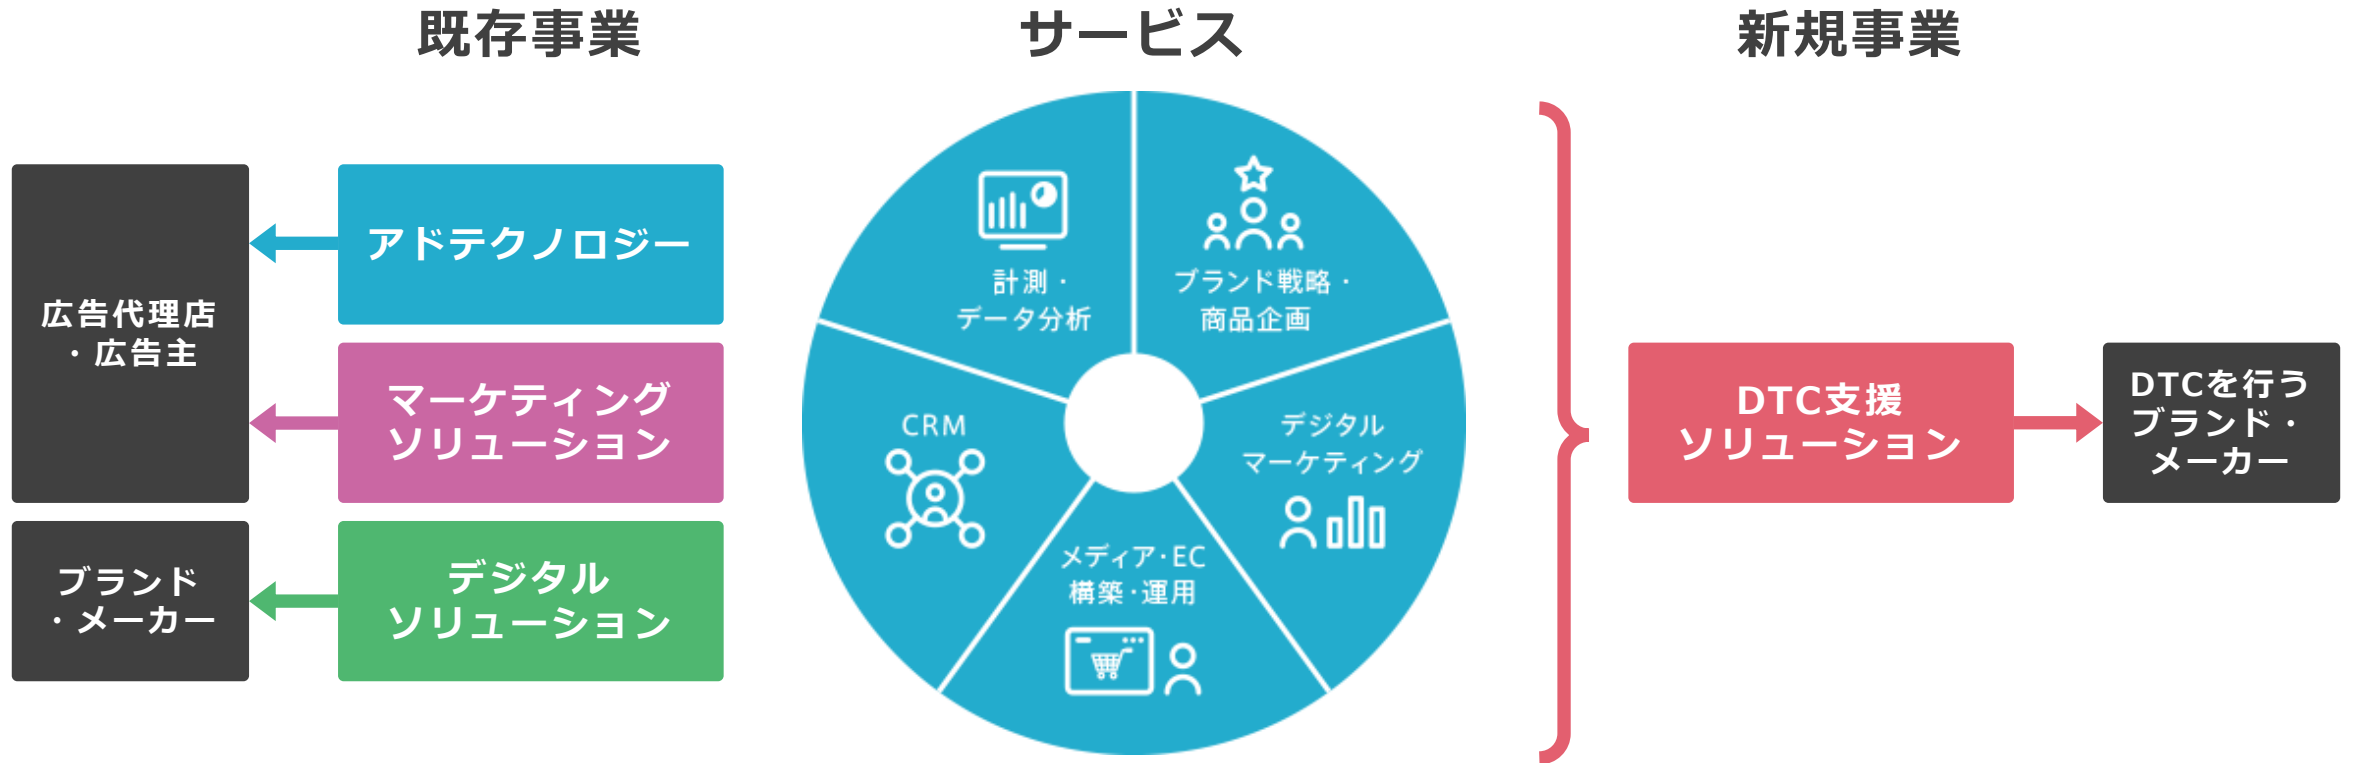 既存事業
サービス
新規事業
広告代理店
・広告主
アドテクノロジー
マーケティング
ソリューション
ブランド
・メーカー
デジタル
ソリューション
計測・
データ分析
ブランド戦略・
商品企画
CRM
デジタル
マーケティング
メディア・EC
構築・運用
DTC支援
ソリューション
DTCを行う
ブランド・
メーカー